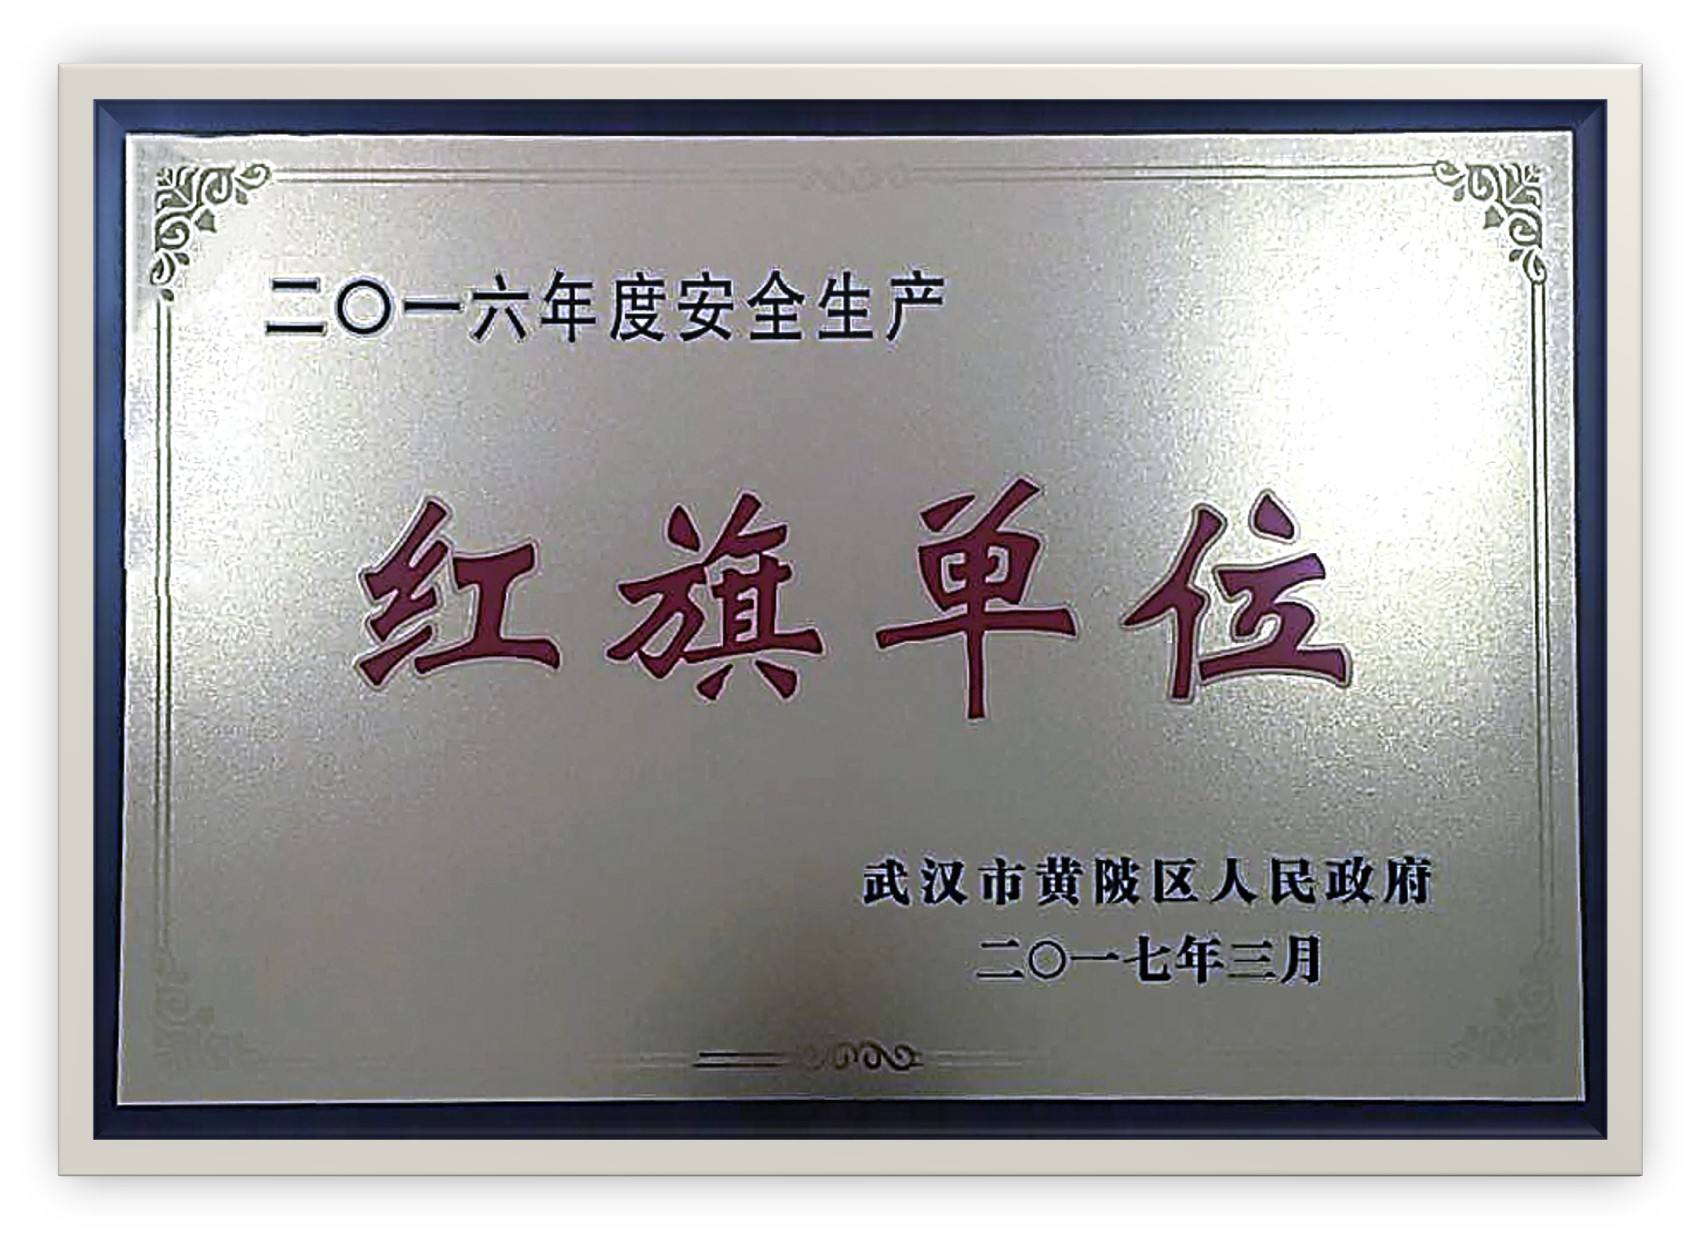 二〇一六年度安全生产
红旗单位
武汉市黄陂区人民政府
二〇一七年三月